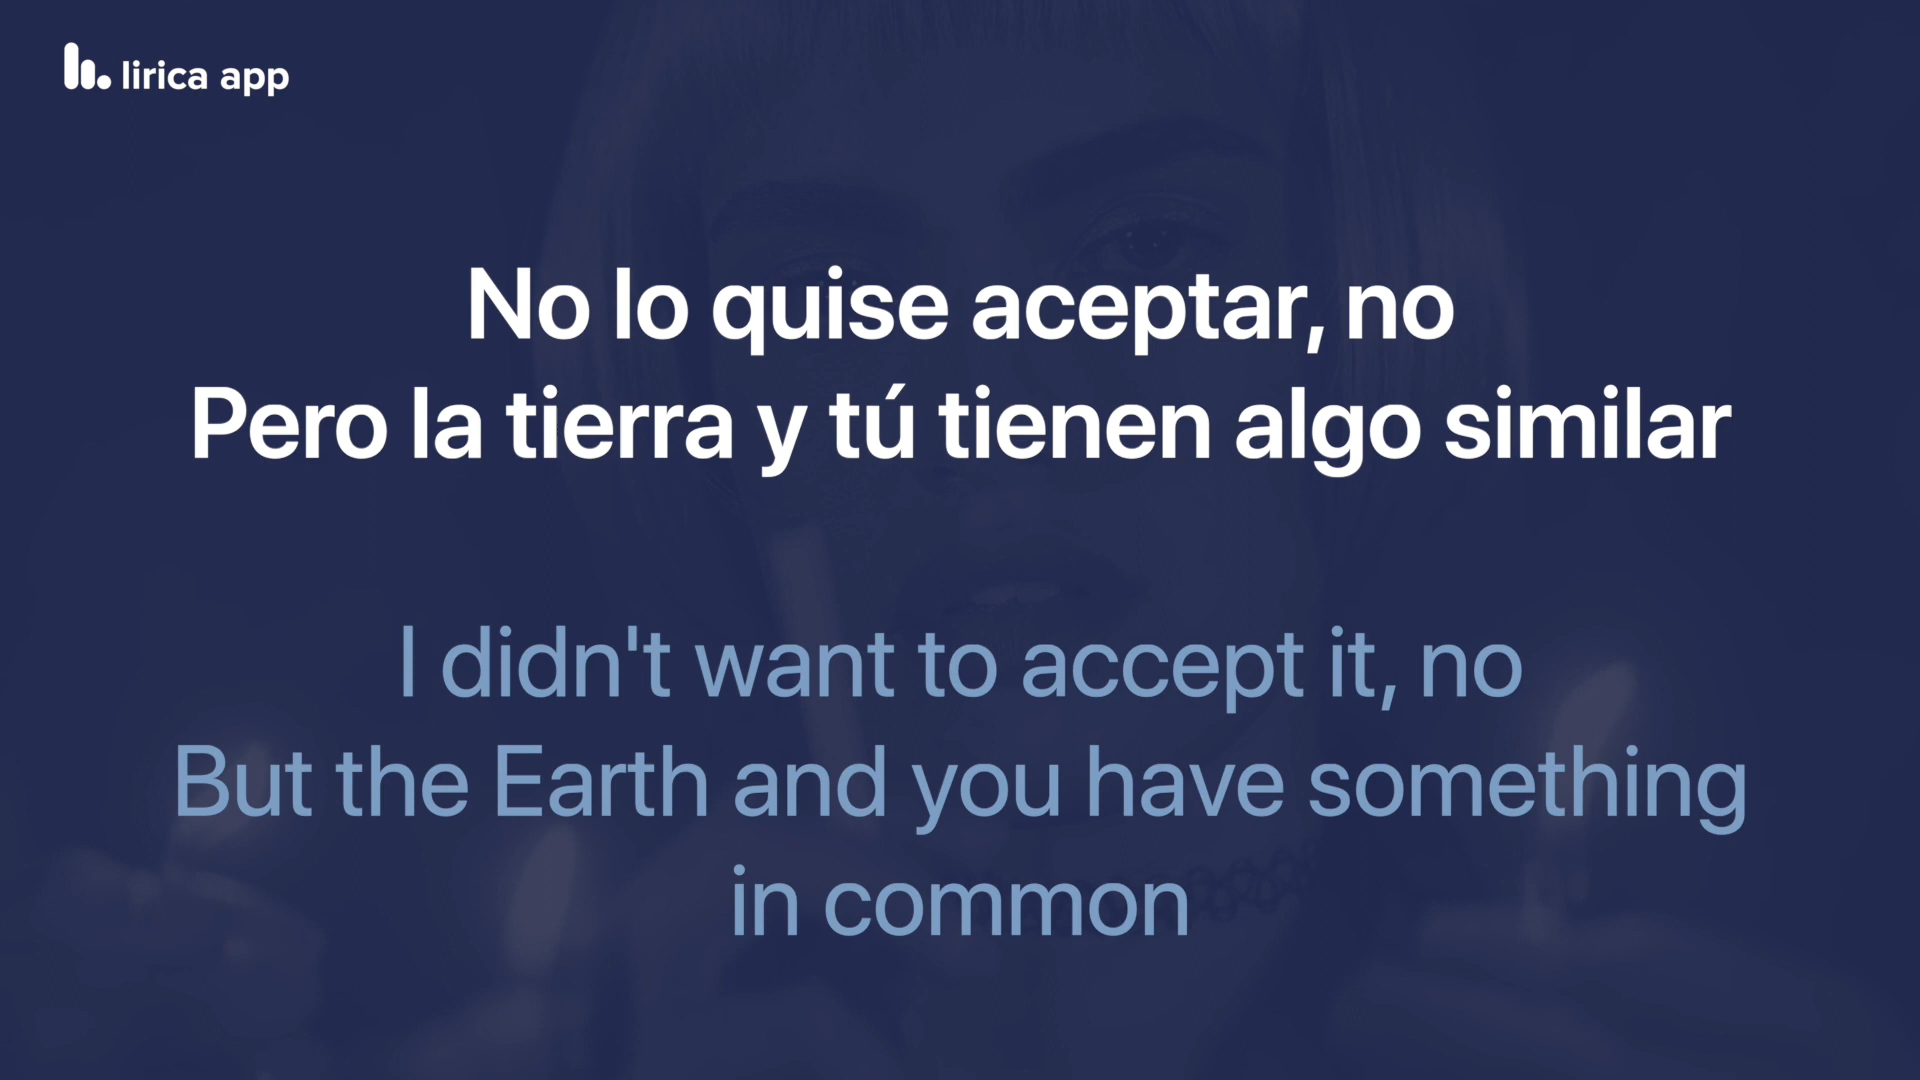 lirica app
No lo quise aceptar, no
Pero la tierra y tú tienen algo similar
I didn't want to accept it, no
But the Earth and you have something
in common